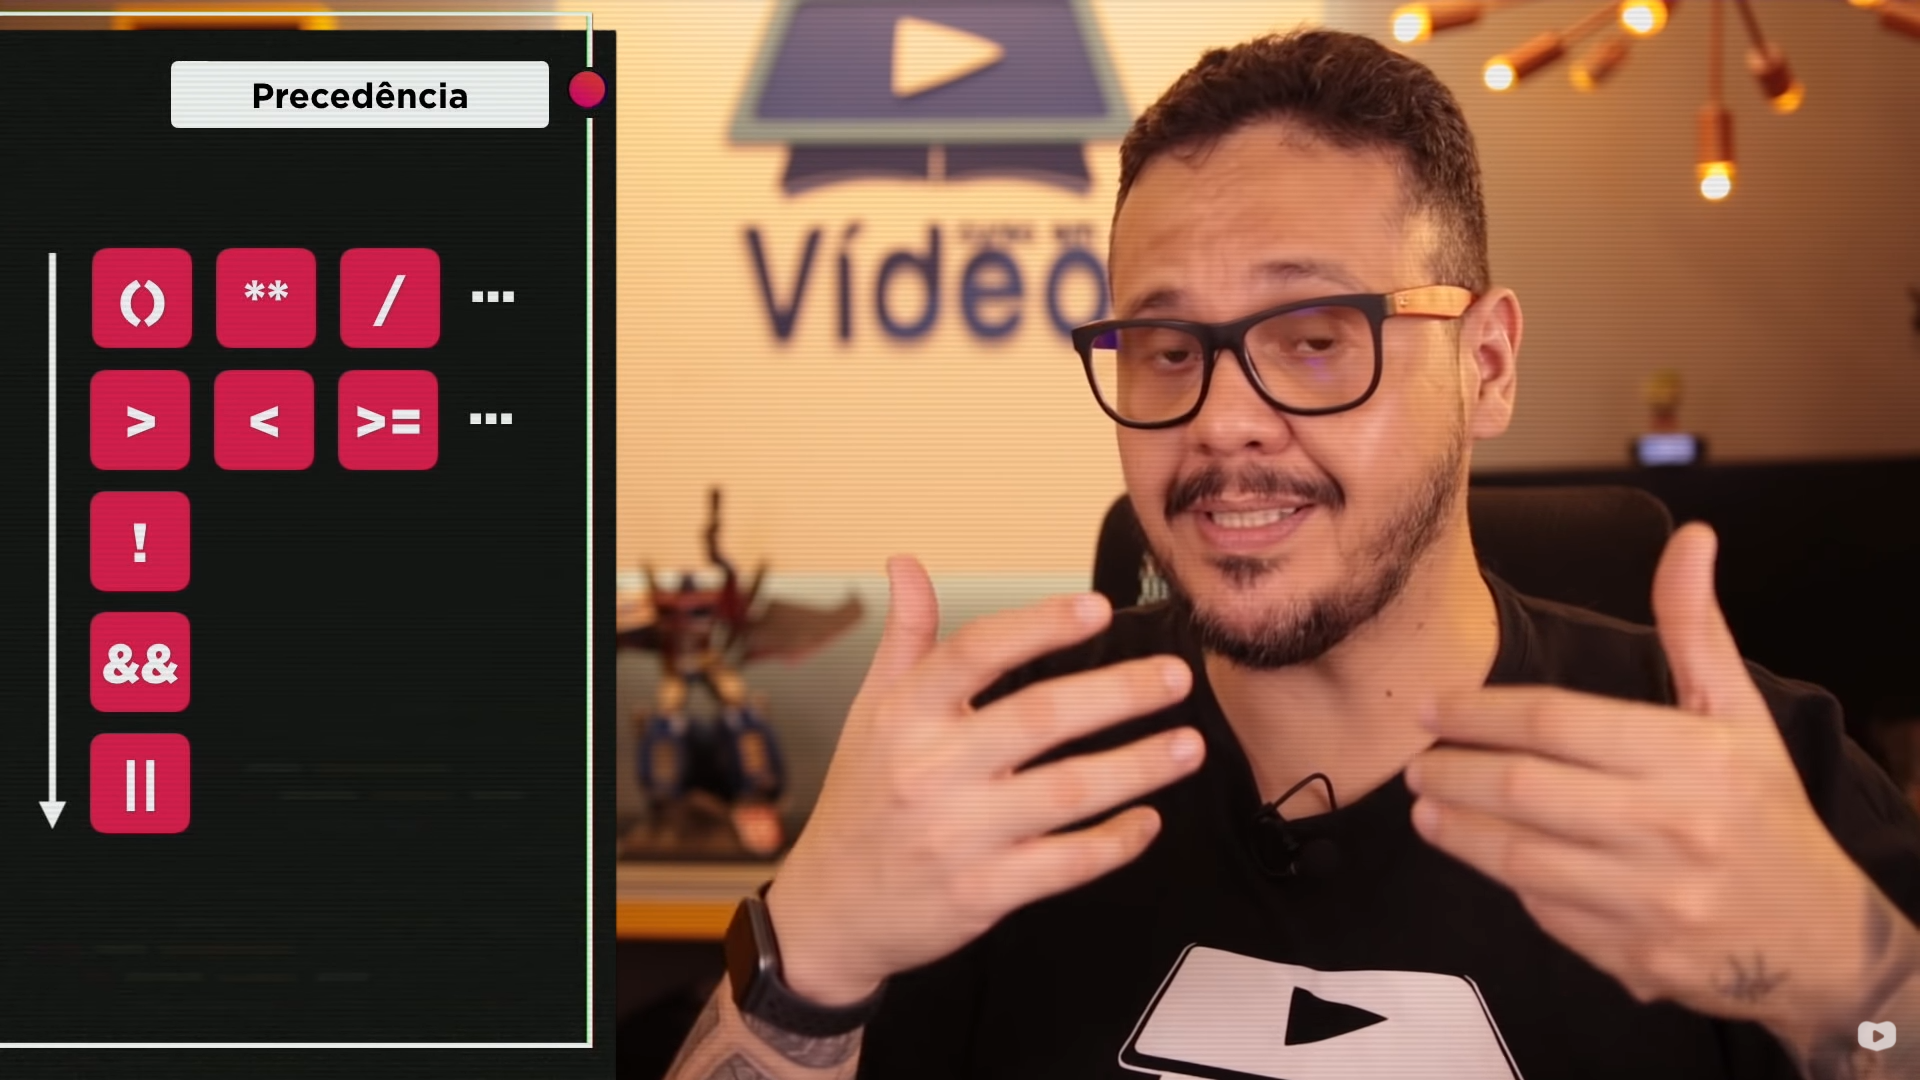 Precedência
() ** / ...
> < >= ...
!
&&
||
Vídeo